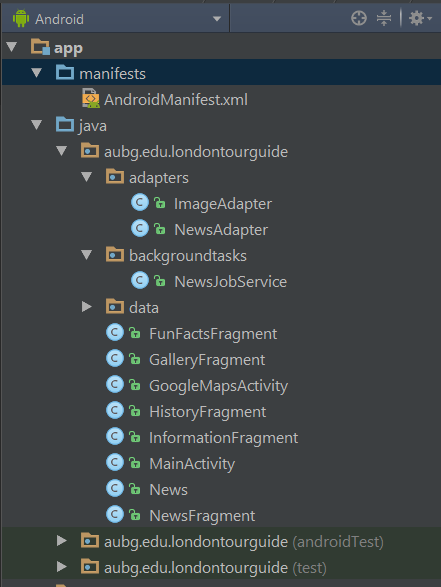 Android
app
manifests
AndroidManifest.xml
java
aubg.edu.londontourguide
adapters
C ImageAdapter
C NewsAdapter
backgroundtasks
C NewsJobService
data
C FunFactsFragment
C GalleryFragment
C GoogleMapsActivity
C HistoryFragment
C InformationFragment
C MainActivity
C News
C NewsFragment
aubg.edu.londontourguide (androidTest)
aubg.edu.londontourguide (test)